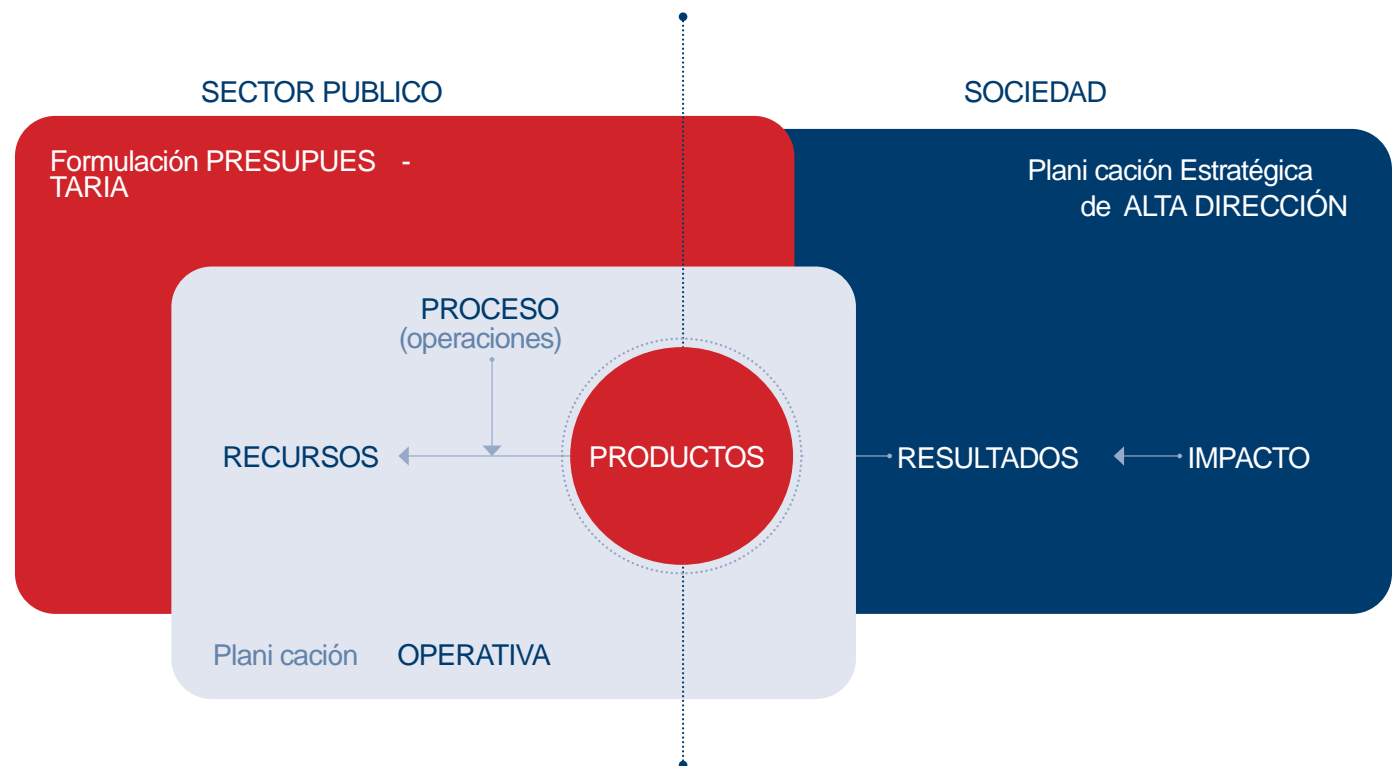 SECTOR PUBLICO
SOCIEDAD
Formulación PRESUPUES -
TARIA
Plani cación Estratégica
de ALTA DIRECCIÓN
PROCESO
(operaciones)
RECURSOS
PRODUCTOS
RESULTADOS
IMPACTO
Plani cación OPERATIVA